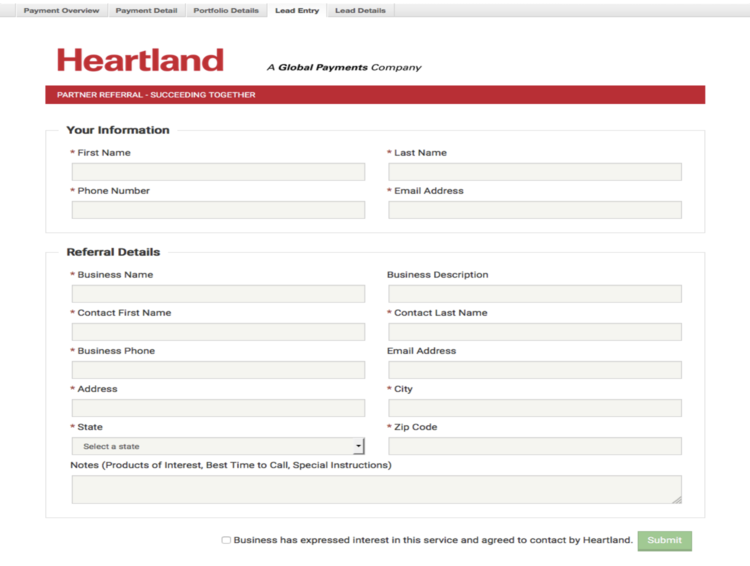 Payment Overview Payment Detail Portfolio Details Lead Entry Lead Details
Heartland A Global Payments Company
PARTNER REFERRAL - SUCCEEDING TOGETHER
Your Information
* First Name * Last Name
* Phone Number * Email Address
Referral Details
* Business Name Business Description
* Contact First Name * Contact Last Name
* Business Phone Email Address
* Address * City
* State * Zip Code
Select a state
Notes (Products of Interest, Best Time to Call, Special Instructions)
Business has expressed interest in this service and agreed to contact by Heartland. Submit